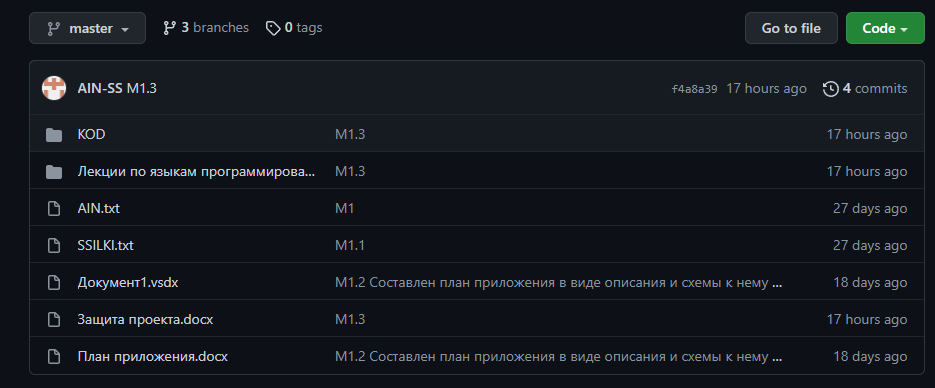 master 3 branches 0 tags Go to file Code
AIN-SS M1.3 f4a8a39 17 hours ago 4 commits
KOD M1.3 17 hours ago
Лекции по языкам программирова... M1.3 17 hours ago
AIN.txt M1 27 days ago
SSILKI.txt M1.1 27 days ago
Документ1.vsdx M1.2 Составлен план приложения в виде описания и схемы к нему ... 18 days ago
Защита проекта.docx M1.3 17 hours ago
План приложения.docx M1.2 Составлен план приложения в виде описания и схемы к нему ... 18 days ago